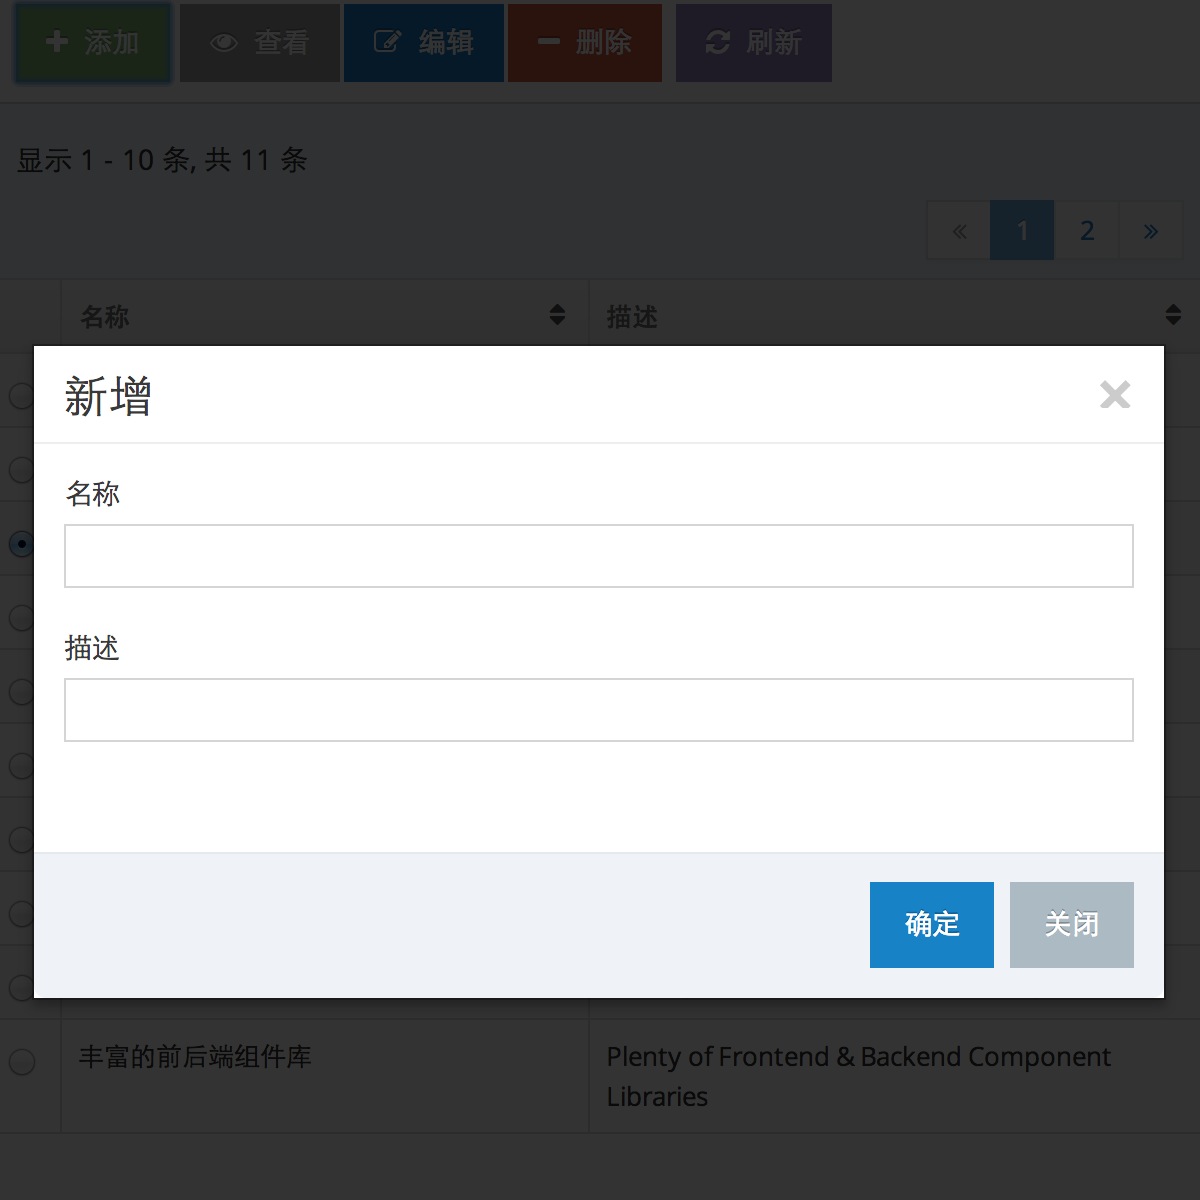 添加 查看 编辑 删除 刷新
显示 1 - 10 条, 共 11 条
« 1 2 »
名称 描述
新增
名称
描述
确定 关闭
丰富的前后端组件库 Plenty of Frontend & Backend Component
Libraries